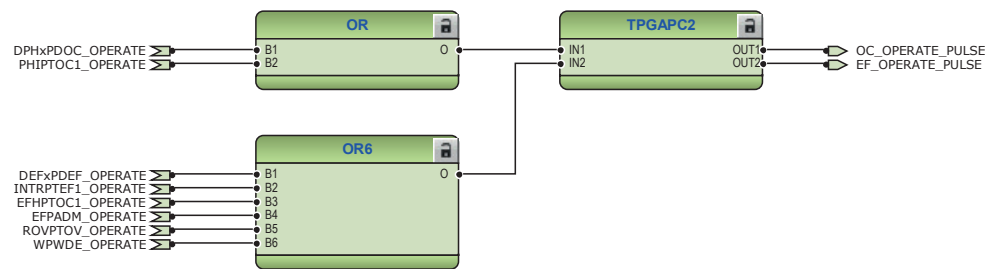 OR
TPGAPC2
DPHxPDOC_OPERATE B1 O IN1 OUT1 OC_OPERATE_PULSE
PHIPTOC1_OPERATE B2 IN2 OUT2 EF_OPERATE_PULSE
OR6
DEFxPDEF_OPERATE B1 O
INTRPTEF1_OPERATE B2
EFHPTOC1_OPERATE B3
EFPADM_OPERATE B4
ROVPTOV_OPERATE B5
WPWDE_OPERATE B6